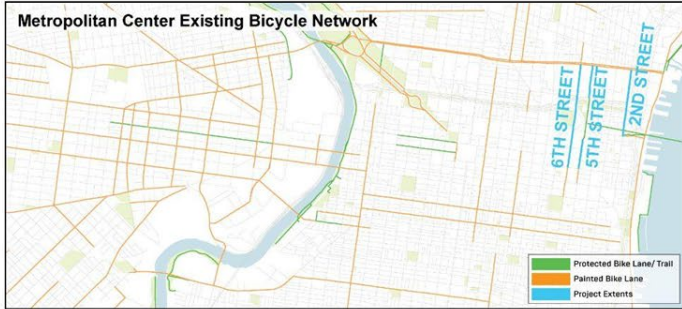 Metropolitan Center Existing Bicycle Network
6TH STREET
5TH STREET
2ND STREET
Protected Bike Lane/ Trail
Painted Bike Lane
Project Extents